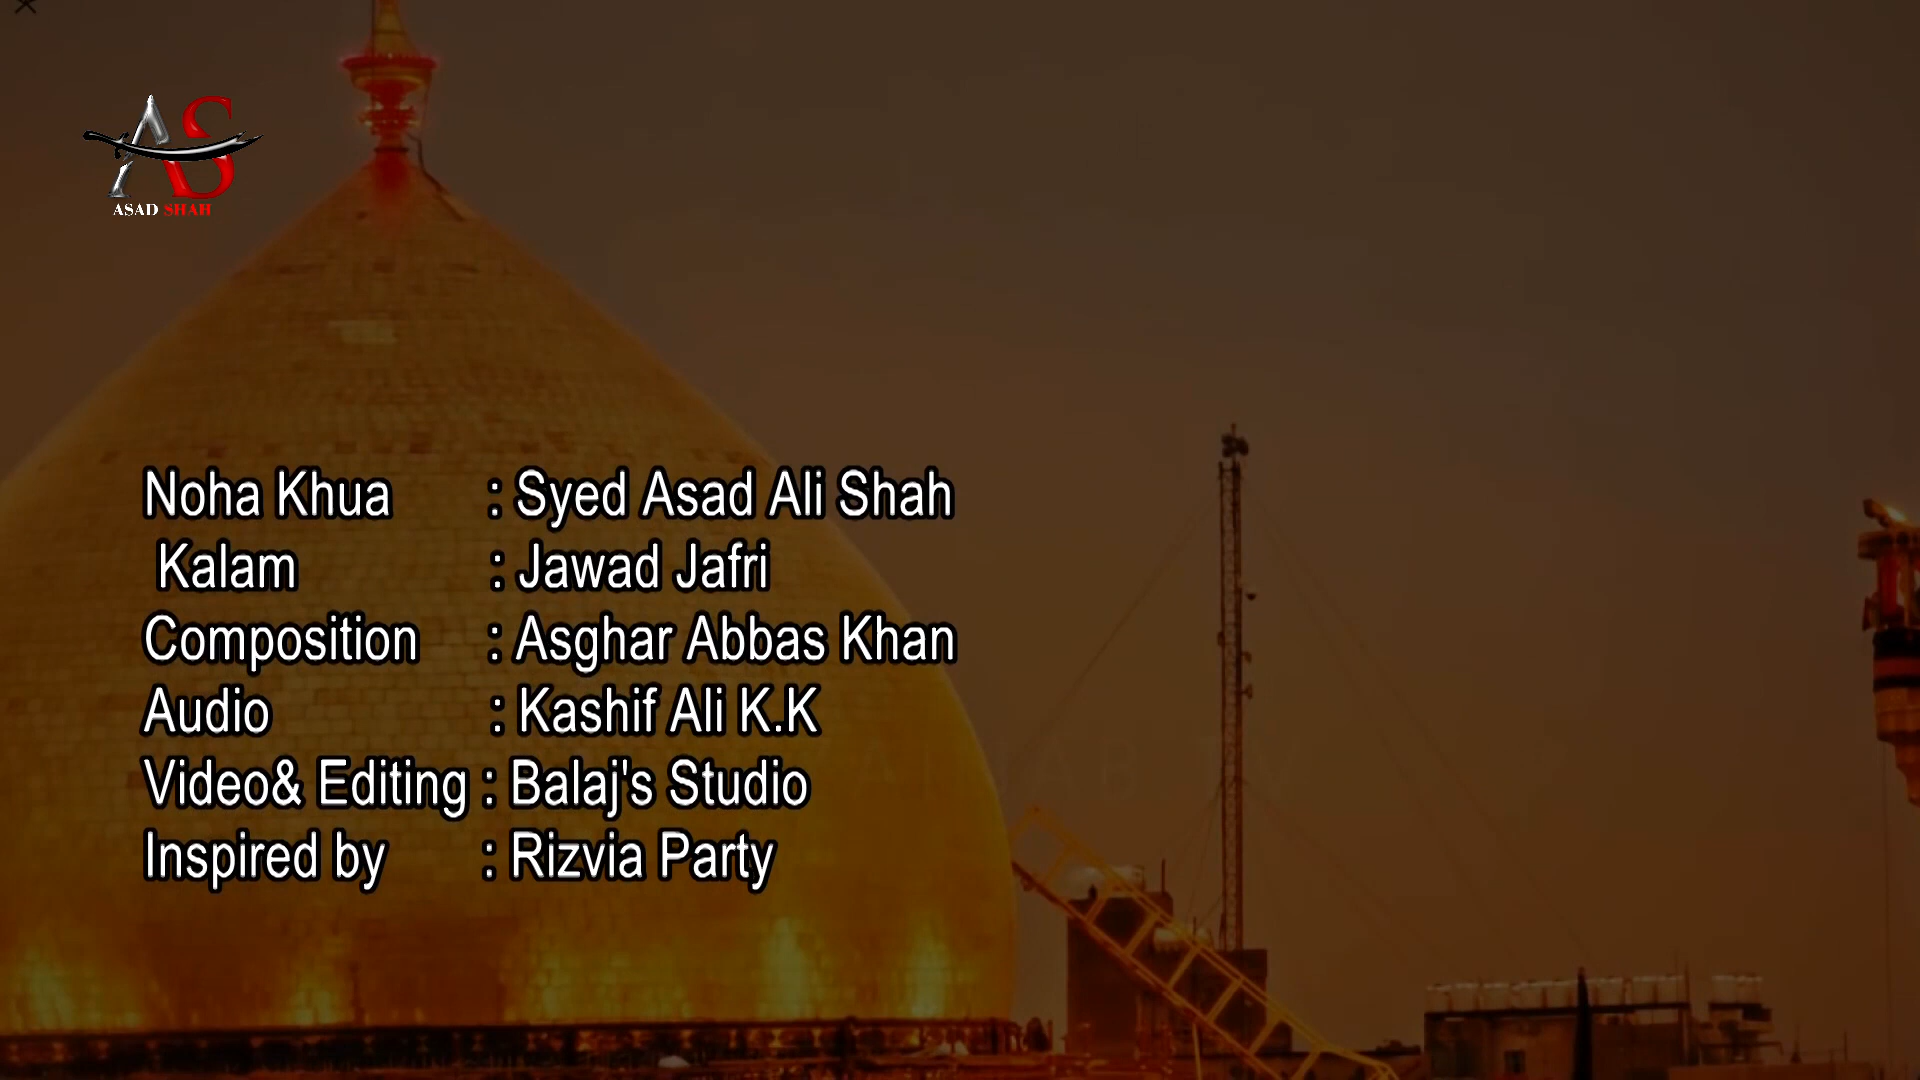 AS
ASAD SHAH
Noha Khua : Syed Asad Ali Shah
Kalam : Jawad Jafri
Composition : Asghar Abbas Khan
Audio : Kashif Ali K.K
Video& Editing : Balaj's Studio
Inspired by : Rizvia Party